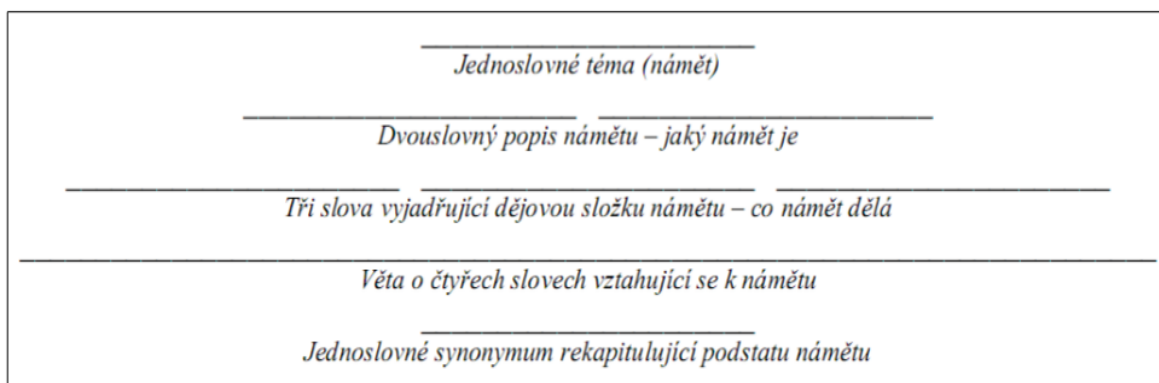 Jednoslovné téma (námět)
Dvouslovný popis námětu – jaký námět je
Tři slova vyjadřující dějovou složku námětu – co námět dělá
Věta o čtyřech slovech vztahující se k námětu
Jednoslovné synonymum rekapitulující podstatu námětu